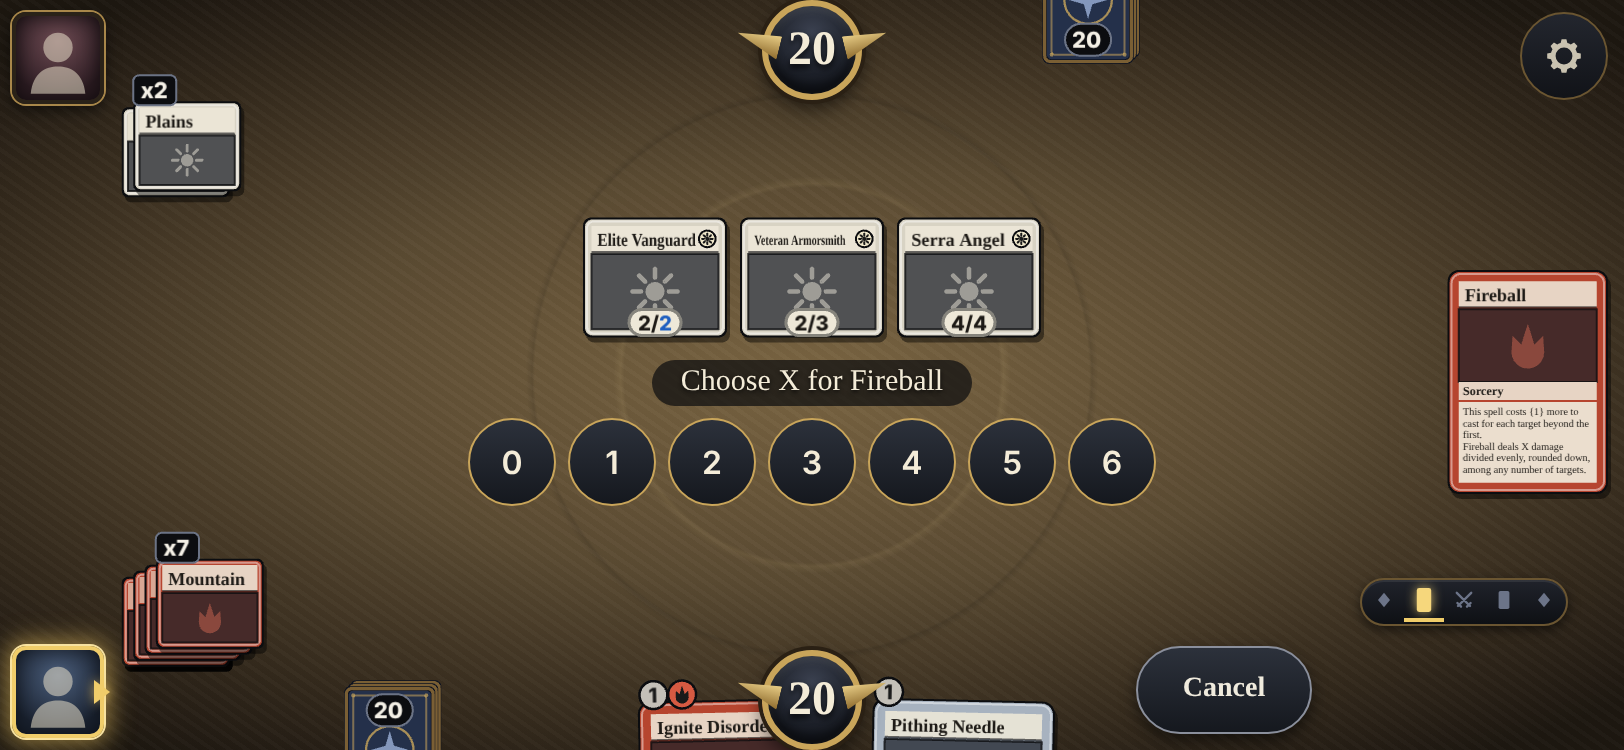 20
20
x2
Plains
Elite Vanguard
2/2
Veteran Armorsmith
2/3
Serra Angel
4/4
Choose X for Fireball
0 1 2 3 4 5 6
Fireball
Sorcery
This spell costs {1} more to
cast for each target beyond the
first.
Fireball deals X damage
divided evenly, rounded down,
among any number of targets.
x7
Mountain
20
1
Ignite Disorde
20
1
Pithing Needle
Cancel